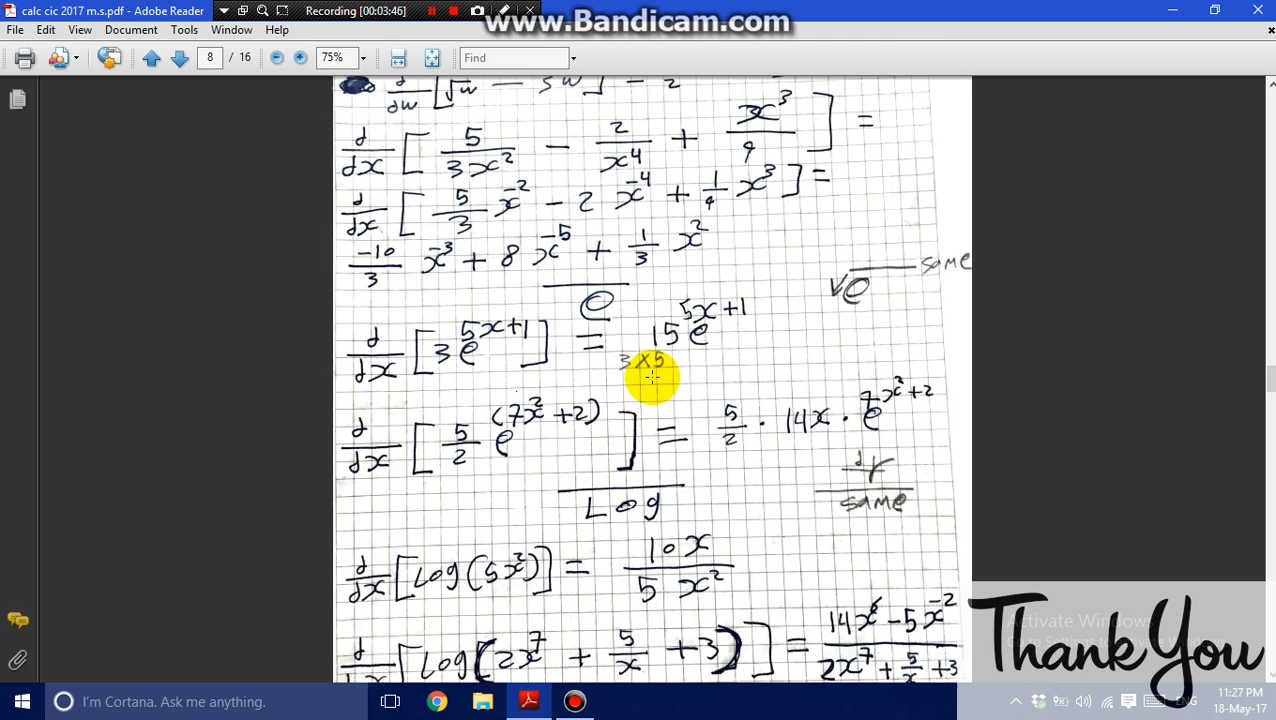 calc cic 2017 m.s.pdf - Adobe Reader
Recording [00:03:46]
www.Bandicam.com
File Edit View Document Tools Window Help
8 / 16 75% Find
d/dw [√w — 5w] = 2
d/dx [ 5/3x² - 2/x⁴ + x³/9 ] =
d/dx [ 5/3 x⁻² - 2 x⁻⁴ + 1/9 x³ ] =
-10/3 x⁻³ + 8 x⁻⁵ + 1/3 x²
e
√e same
d/dx [3 e^5x+1] = 15 e^5x+1
3 x 5
d/dx [ 5/2 e^(7x²+2) ] = 5/2 · 14x · e^7x²+2
Log
same
d/dx [Log(5x²)] = 10x / 5x²
d/dx [Log(2x⁷ + 5/x + 3)] = 14x⁶ - 5x⁻² / 2x⁷ + 5/x + 3
Activate Windows
Thank You
I'm Cortana. Ask me anything.
ENG
11:27 PM
18-May-17